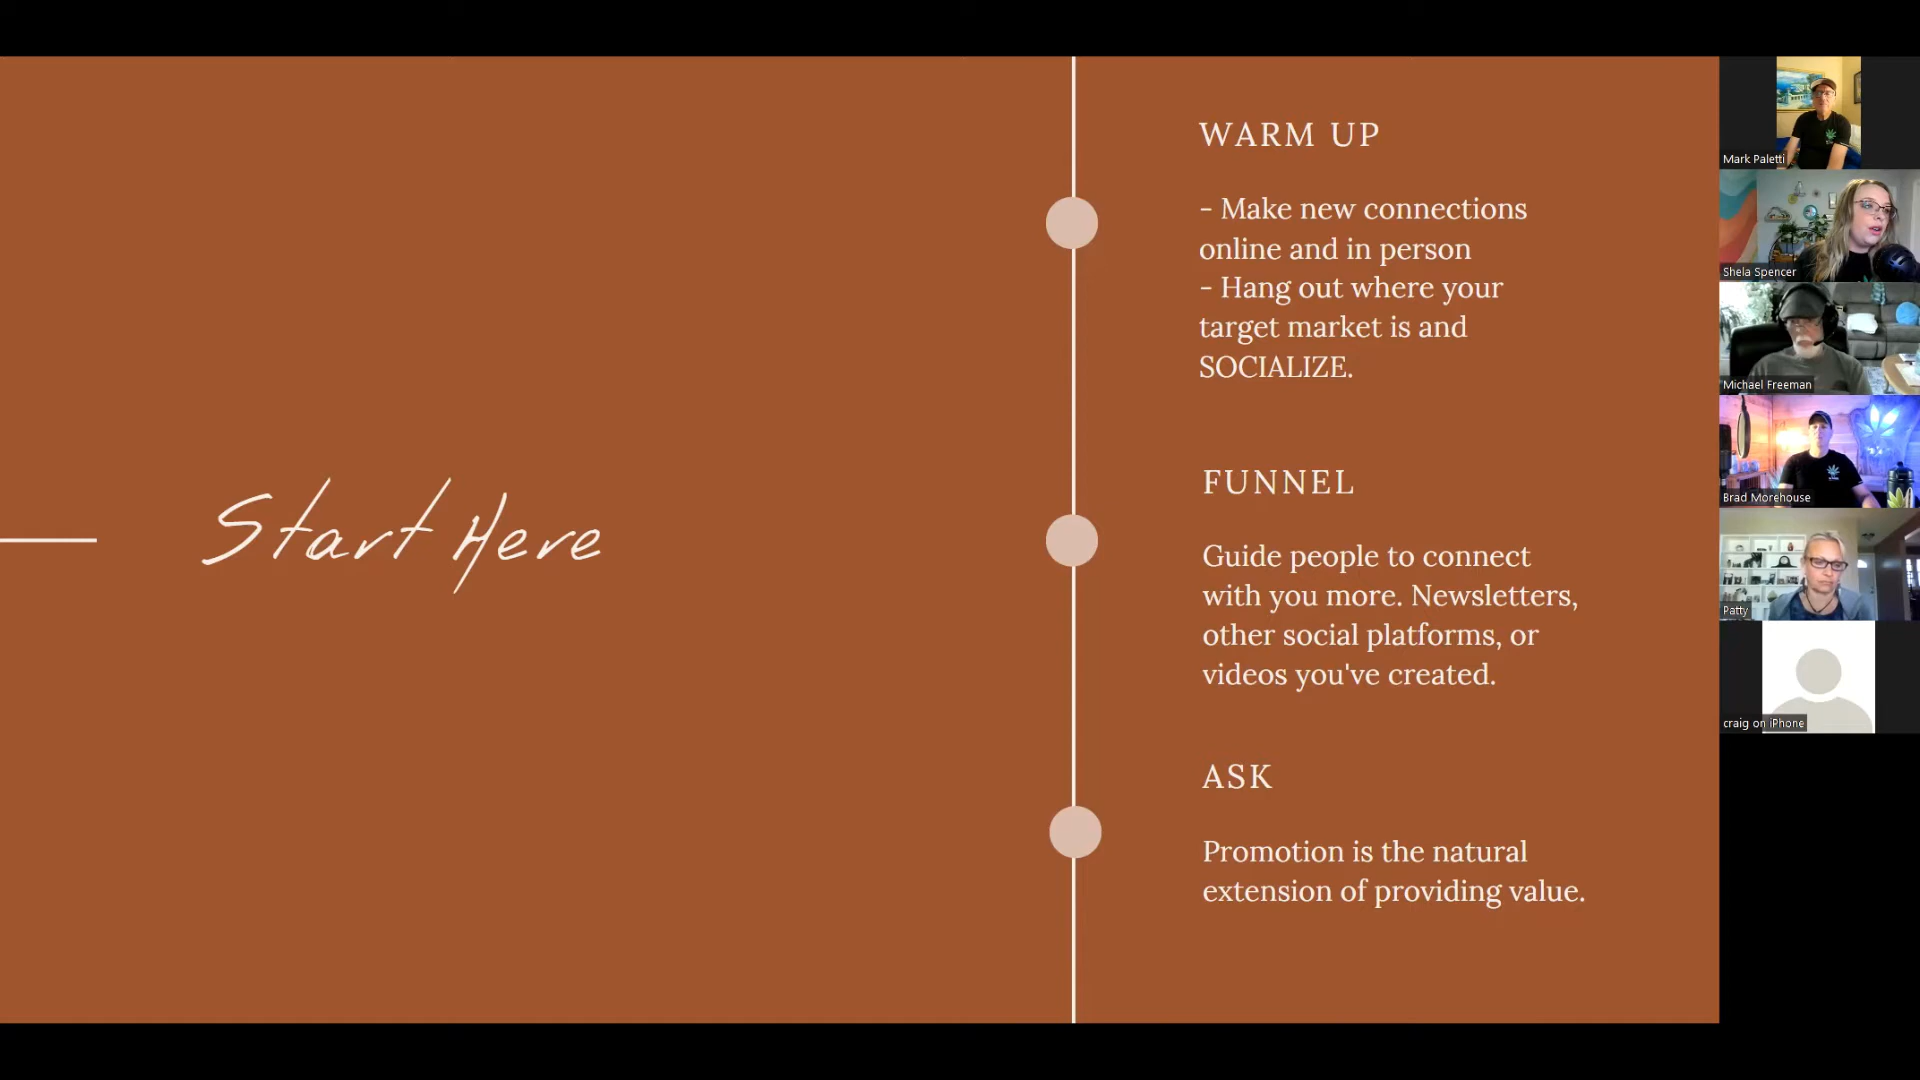 Start Here
WARM UP
- Make new connections
online and in person
- Hang out where your
target market is and
SOCIALIZE.
FUNNEL
Guide people to connect
with you more. Newsletters,
other social platforms, or
videos you've created.
ASK
Promotion is the natural
extension of providing value.
Mark Paletti
Shela Spencer
Michael Freeman
Brad Morehouse
Patty
craig on iPhone